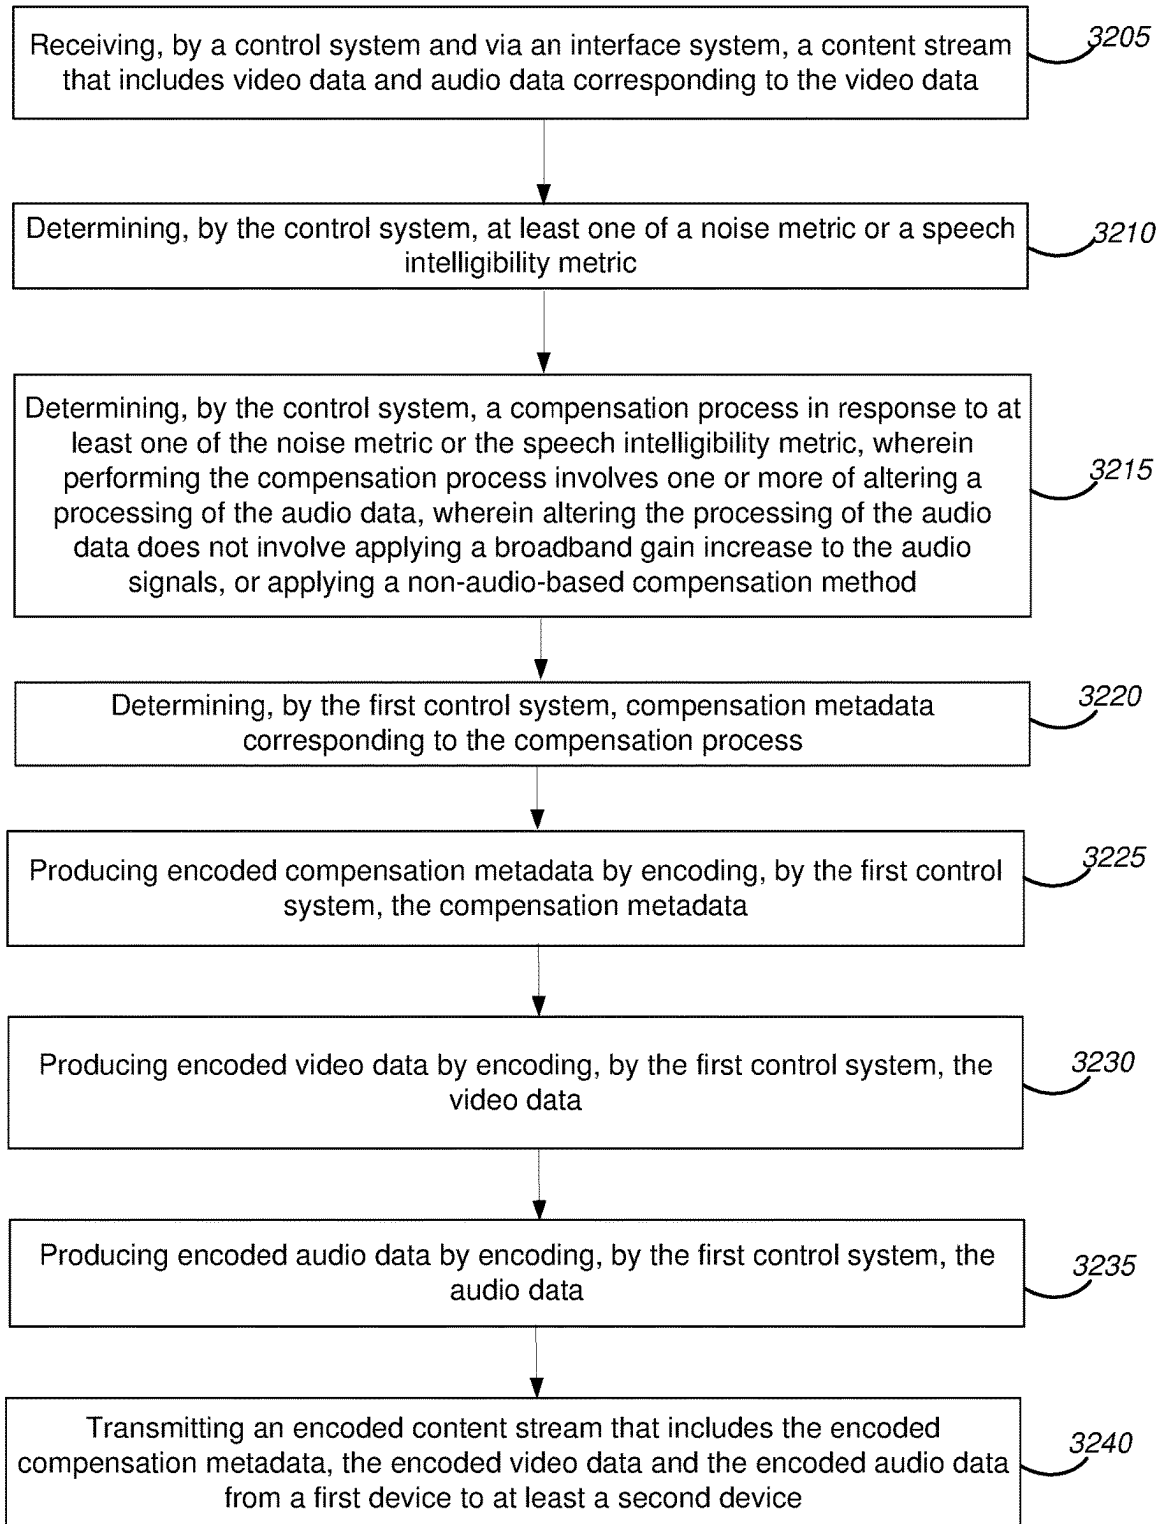 Receiving, by a control system and via an interface system, a content stream
that includes video data and audio data corresponding to the video data
3205
Determining, by the control system, at least one of a noise metric or a speech
intelligibility metric
3210
Determining, by the control system, a compensation process in response to at
least one of the noise metric or the speech intelligibility metric, wherein
performing the compensation process involves one or more of altering a
processing of the audio data, wherein altering the processing of the audio
data does not involve applying a broadband gain increase to the audio
signals, or applying a non-audio-based compensation method
3215
Determining, by the first control system, compensation metadata
corresponding to the compensation process
3220
Producing encoded compensation metadata by encoding, by the first control
system, the compensation metadata
3225
Producing encoded video data by encoding, by the first control system, the
video data
3230
Producing encoded audio data by encoding, by the first control system, the
audio data
3235
Transmitting an encoded content stream that includes the encoded
compensation metadata, the encoded video data and the encoded audio data
from a first device to at least a second device
3240